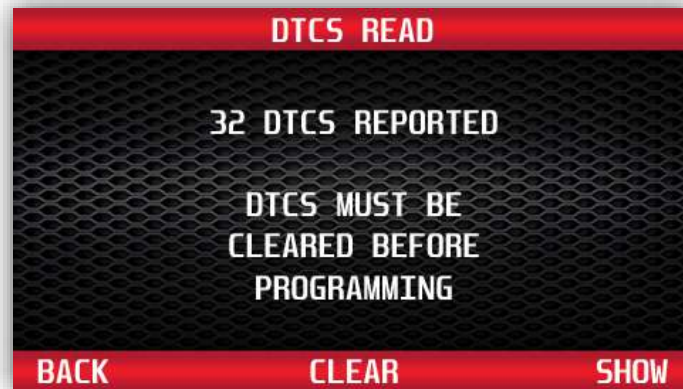 DTCS READ
32 DTCS REPORTED
DTCS MUST BE
CLEARED BEFORE
PROGRAMMING
BACK CLEAR SHOW